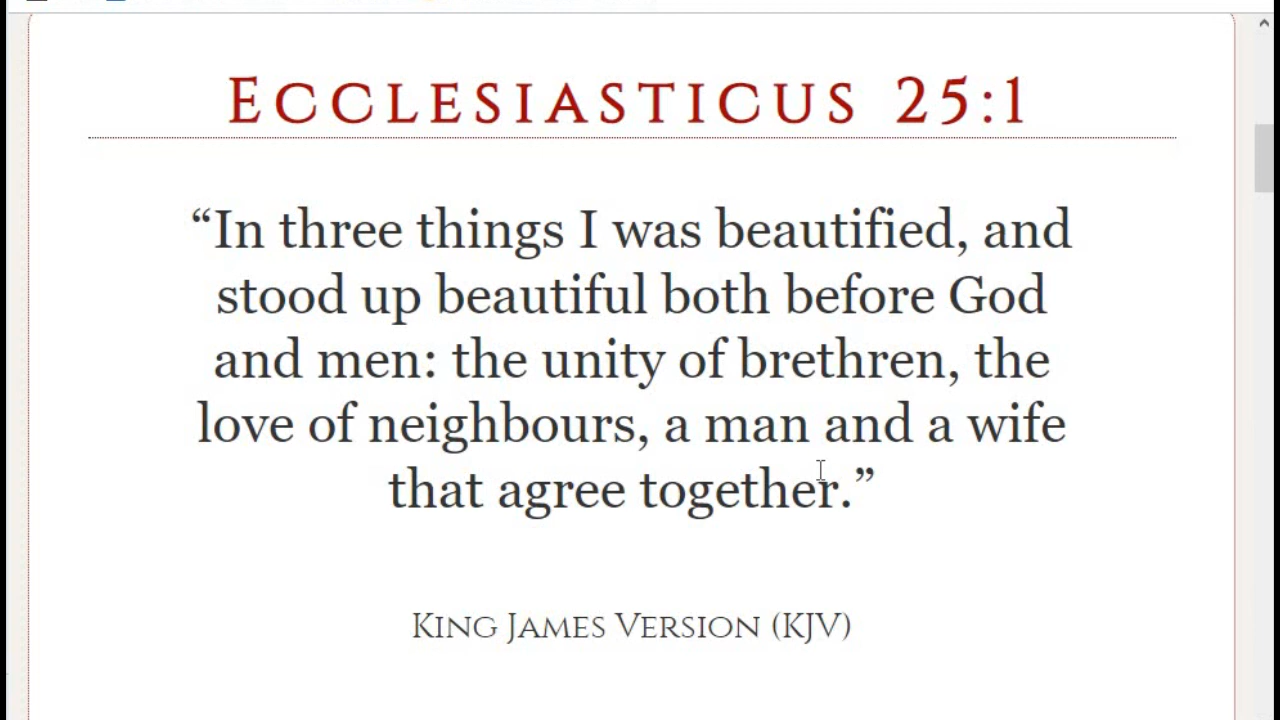 Ecclesiasticus 25:1
“In three things I was beautified, and
stood up beautiful both before God
and men: the unity of brethren, the
love of neighbours, a man and a wife
that agree together.”
King James Version (KJV)